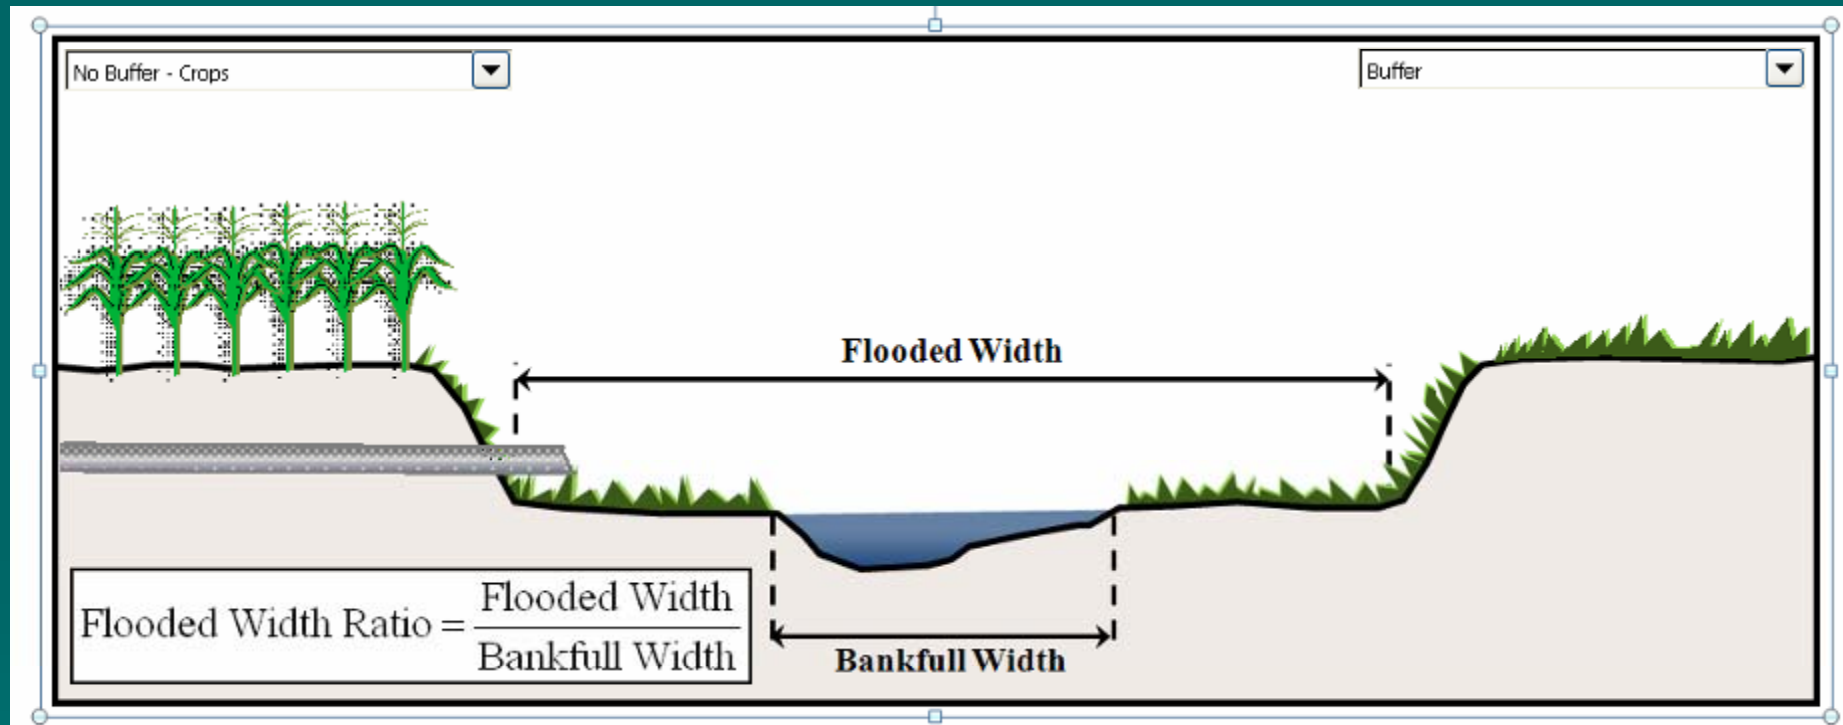 No Buffer - Crops
Buffer
Flooded Width
Flooded Width Ratio = Flooded Width / Bankfull Width
Bankfull Width